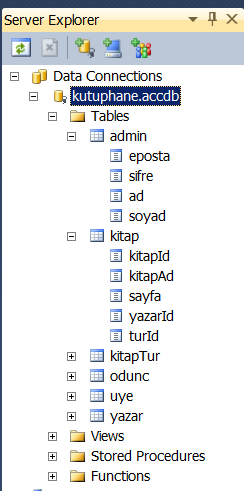 Server Explorer
Data Connections
kutuphane.accdb
Tables
admin
eposta
sifre
ad
soyad
kitap
kitapId
kitapAd
sayfa
yazarId
turId
kitapTur
odunc
uye
yazar
Views
Stored Procedures
Functions